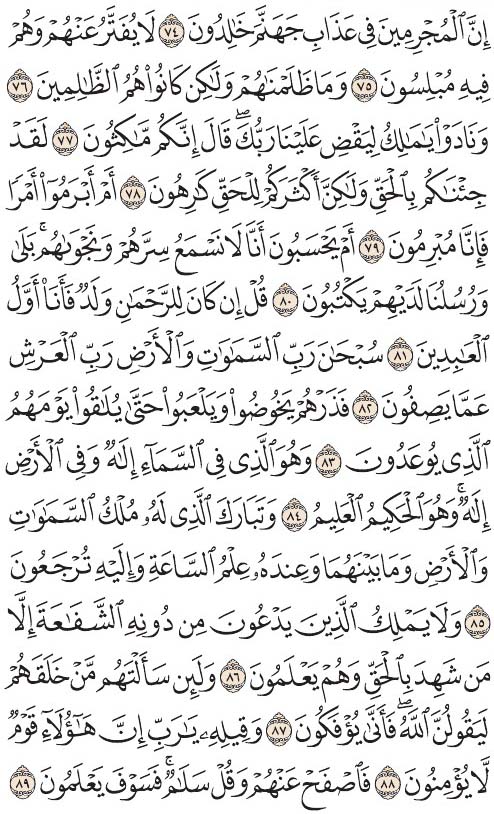 إِنَّ ٱلْمُجْرِمِينَ فِى عَذَابِ جَهَنَّمَ خَـٰلِدُونَ ٧٤ لَا يُفَتَّرُ عَنْهُمْ وَهُمْ
فِيهِ مُبْلِسُونَ ٧٥ وَمَا ظَلَمْنَـٰهُمْ وَلَـٰكِن كَانُوا۟ هُمُ ٱلظَّـٰلِمِينَ ٧٦
وَنَادَوْا۟ يَـٰمَـٰلِكُ لِيَقْضِ عَلَيْنَا رَبُّكَ ۖ قَالَ إِنَّكُم مَّـٰكِثُونَ ٧٧ لَقَدْ
جِئْنَـٰكُم بِٱلْحَقِّ وَلَـٰكِنَّ أَكْثَرَكُمْ لِلْحَقِّ كَـٰرِهُونَ ٧٨ أَمْ أَبْرَمُوٓا۟ أَمْرًا
فَإِنَّا مُبْرِمُونَ ٧٩ أَمْ يَحْسَبُونَ أَنَّا لَا نَسْمَعُ سِرَّهُمْ وَنَجْوَىٰهُم ۚ بَلَىٰ
وَرُسُلُنَا لَدَيْهِمْ يَكْتُبُونَ ٨٠ قُلْ إِن كَانَ لِلرَّحْمَـٰنِ وَلَدٌ فَأَنَا۠ أَوَّلُ
ٱلْعَـٰبِدِينَ ٨١ سُبْحَـٰنَ رَبِّ ٱلسَّمَـٰوَٰتِ وَٱلْأَرْضِ رَبِّ ٱلْعَرْشِ
عَمَّا يَصِفُونَ ٨٢ فَذَرْهُمْ يَخُوضُوا۟ وَيَلْعَبُوا۟ حَتَّىٰ يُلَـٰقُوا۟ يَوْمَهُمُ
ٱلَّذِى يُوعَدُونَ ٨٣ وَهُوَ ٱلَّذِى فِى ٱلسَّمَآءِ إِلَـٰهٌ وَفِى ٱلْأَرْضِ
إِلَـٰهٌ ۚ وَهُوَ ٱلْحَكِيمُ ٱلْعَلِيمُ ٨٤ وَتَبَارَكَ ٱلَّذِى لَهُۥ مُلْكُ ٱلسَّمَـٰوَٰتِ
وَٱلْأَرْضِ وَمَا بَيْنَهُمَا وَعِندَهُۥ عِلْمُ ٱلسَّاعَةِ وَإِلَيْهِ تُرْجَعُونَ
٨٥ وَلَا يَمْلِكُ ٱلَّذِينَ يَدْعُونَ مِن دُونِهِ ٱلشَّفَـٰعَةَ إِلَّا
مَن شَهِدَ بِٱلْحَقِّ وَهُمْ يَعْلَمُونَ ٨٦ وَلَئِن سَأَلْتَهُم مَّنْ خَلَقَهُمْ
لَيَقُولُنَّ ٱللَّهُ ۖ فَأَنَّىٰ يُؤْفَكُونَ ٨٧ وَقِيلِهِۦ يَـٰرَبِّ إِنَّ هَـٰٓؤُلَآءِ قَوْمٌ
لَّا يُؤْمِنُونَ ٨٨ فَٱصْفَحْ عَنْهُمْ وَقُلْ سَلَـٰمٌ ۚ فَسَوْفَ يَعْلَمُونَ ٨٩